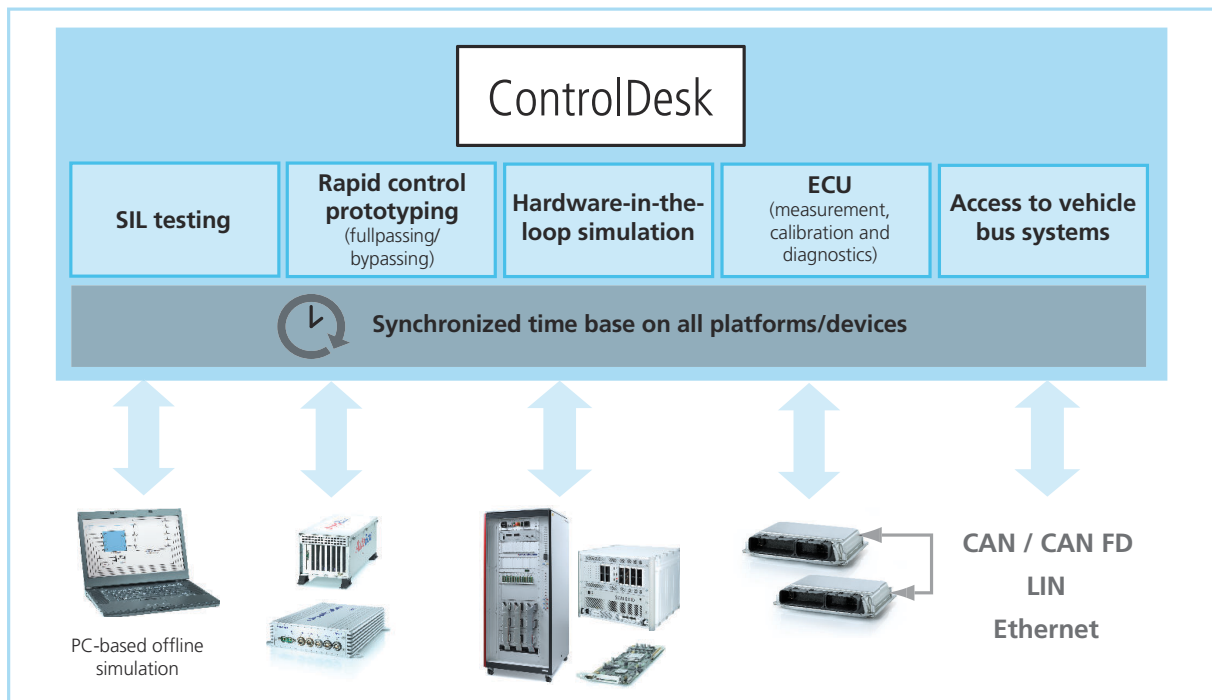 ControlDesk
SIL testing
Rapid control
prototyping
(fullpassing/
bypassing)
Hardware-in-the-
loop simulation
ECU
(measurement,
calibration and
diagnostics)
Access to vehicle
bus systems
Synchronized time base on all platforms/devices
PC-based offline
simulation
CAN / CAN FD
LIN
Ethernet